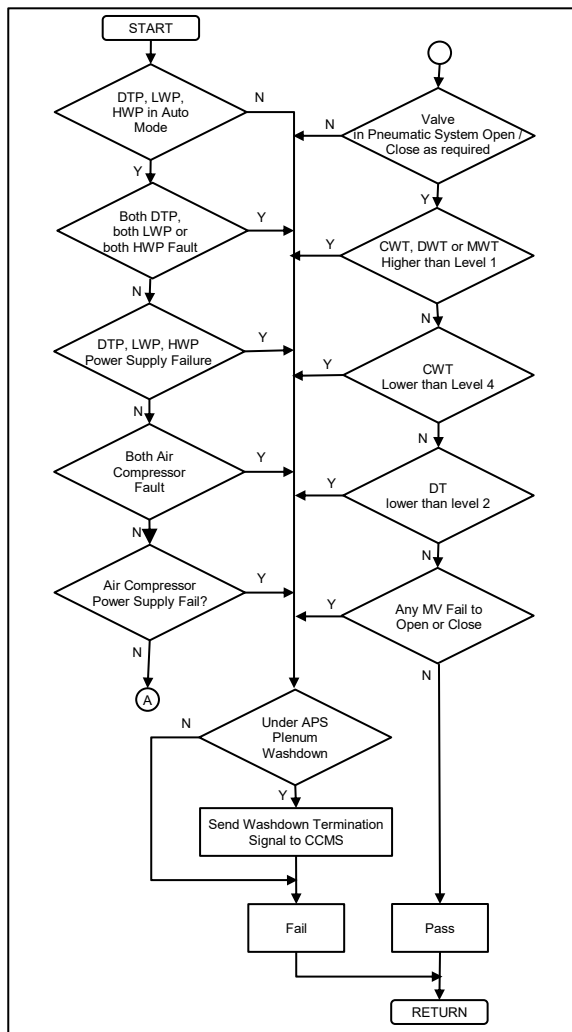 START
DTP, LWP,
HWP in Auto
Mode
N
Y
Both DTP,
both LWP or
both HWP Fault
Y
N
DTP, LWP, HWP
Power Supply Failure
Y
N
Both Air
Compressor
Fault
Y
N
Air Compressor
Power Supply Fail?
Y
N
A
Valve
in Pneumatic System Open /
Close as required
N
Y
CWT, DWT or MWT
Higher than Level 1
Y
N
CWT
Lower than Level 4
Y
N
DT
lower than level 2
Y
N
Any MV Fail to
Open or Close
Y
N
Under APS
Plenum
Washdown
N
Y
Send Washdown Termination
Signal to CCMS
Fail
Pass
RETURN